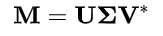 𝐌 = 𝐔𝚺𝐕*